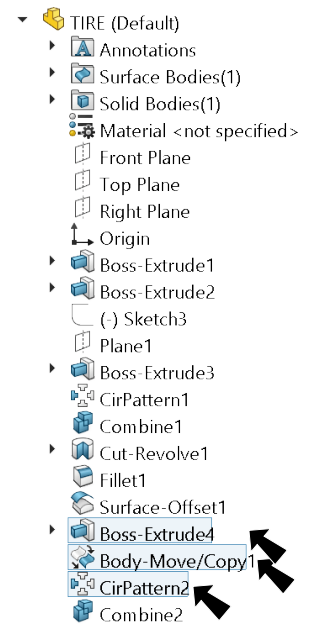 TIRE (Default)
Annotations
Surface Bodies(1)
Solid Bodies(1)
Material <not specified>
Front Plane
Top Plane
Right Plane
Origin
Boss-Extrude1
Boss-Extrude2
(-) Sketch3
Plane1
Boss-Extrude3
CirPattern1
Combine1
Cut-Revolve1
Fillet1
Surface-Offset1
Boss-Extrude4
Body-Move/Copy1
CirPattern2
Combine2